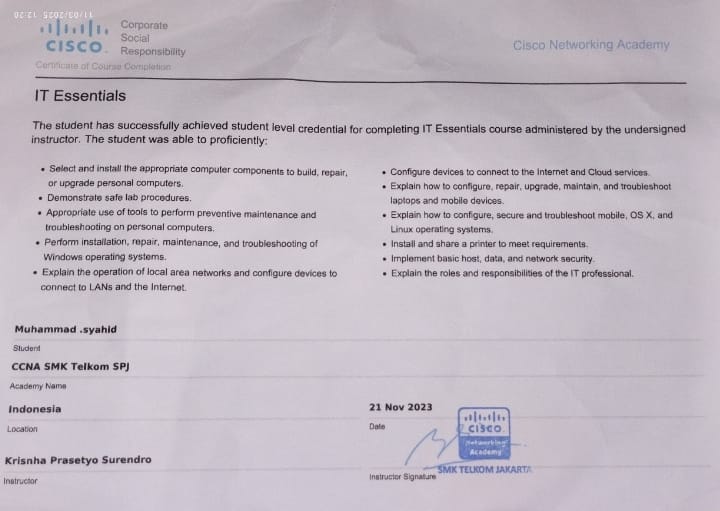 11/03/2025 12:20
Corporate
Social
Responsibility
CISCO
Cisco Networking Academy
Certificate of Course Completion
IT Essentials
The student has successfully achieved student level credential for completing IT Essentials course administered by the undersigned
instructor. The student was able to proficiently:
• Select and install the appropriate computer components to build, repair,
or upgrade personal computers.
• Demonstrate safe lab procedures.
• Appropriate use of tools to perform preventive maintenance and
troubleshooting on personal computers.
• Perform installation, repair, maintenance, and troubleshooting of
Windows operating systems.
• Explain the operation of local area networks and configure devices to
connect to LANs and the Internet.
• Configure devices to connect to the Internet and Cloud services.
• Explain how to configure, repair, upgrade, maintain, and troubleshoot
laptops and mobile devices.
• Explain how to configure, secure and troubleshoot mobile, OS X, and
Linux operating systems.
• Install and share a printer to meet requirements.
• Implement basic host, data, and network security.
• Explain the roles and responsibilities of the IT professional.
Muhammad .syahid
Student
CCNA SMK Telkom SPJ
Academy Name
Indonesia
Location
21 Nov 2023
Date
Krisnha Prasetyo Surendro
Instructor
CISCO
Networking
Academy
SMK TELKOM JAKARTA
Instructor Signature